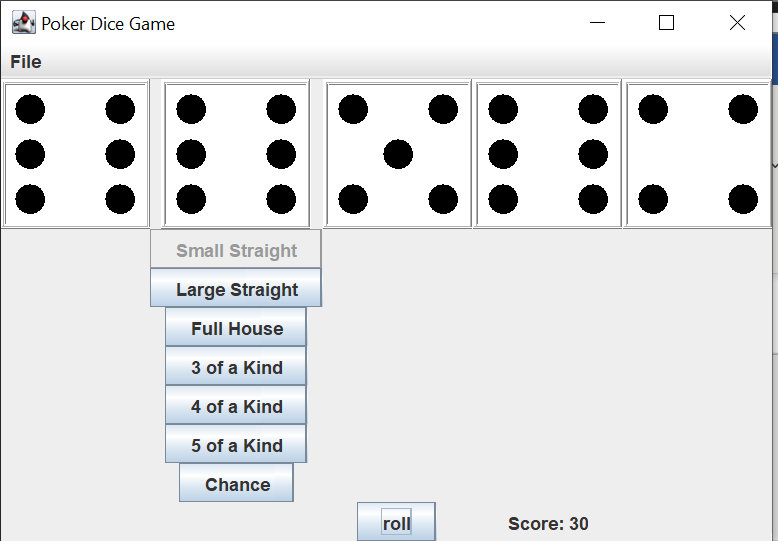 Poker Dice Game
File
Small Straight
Large Straight
Full House
3 of a Kind
4 of a Kind
5 of a Kind
Chance
roll
Score: 30